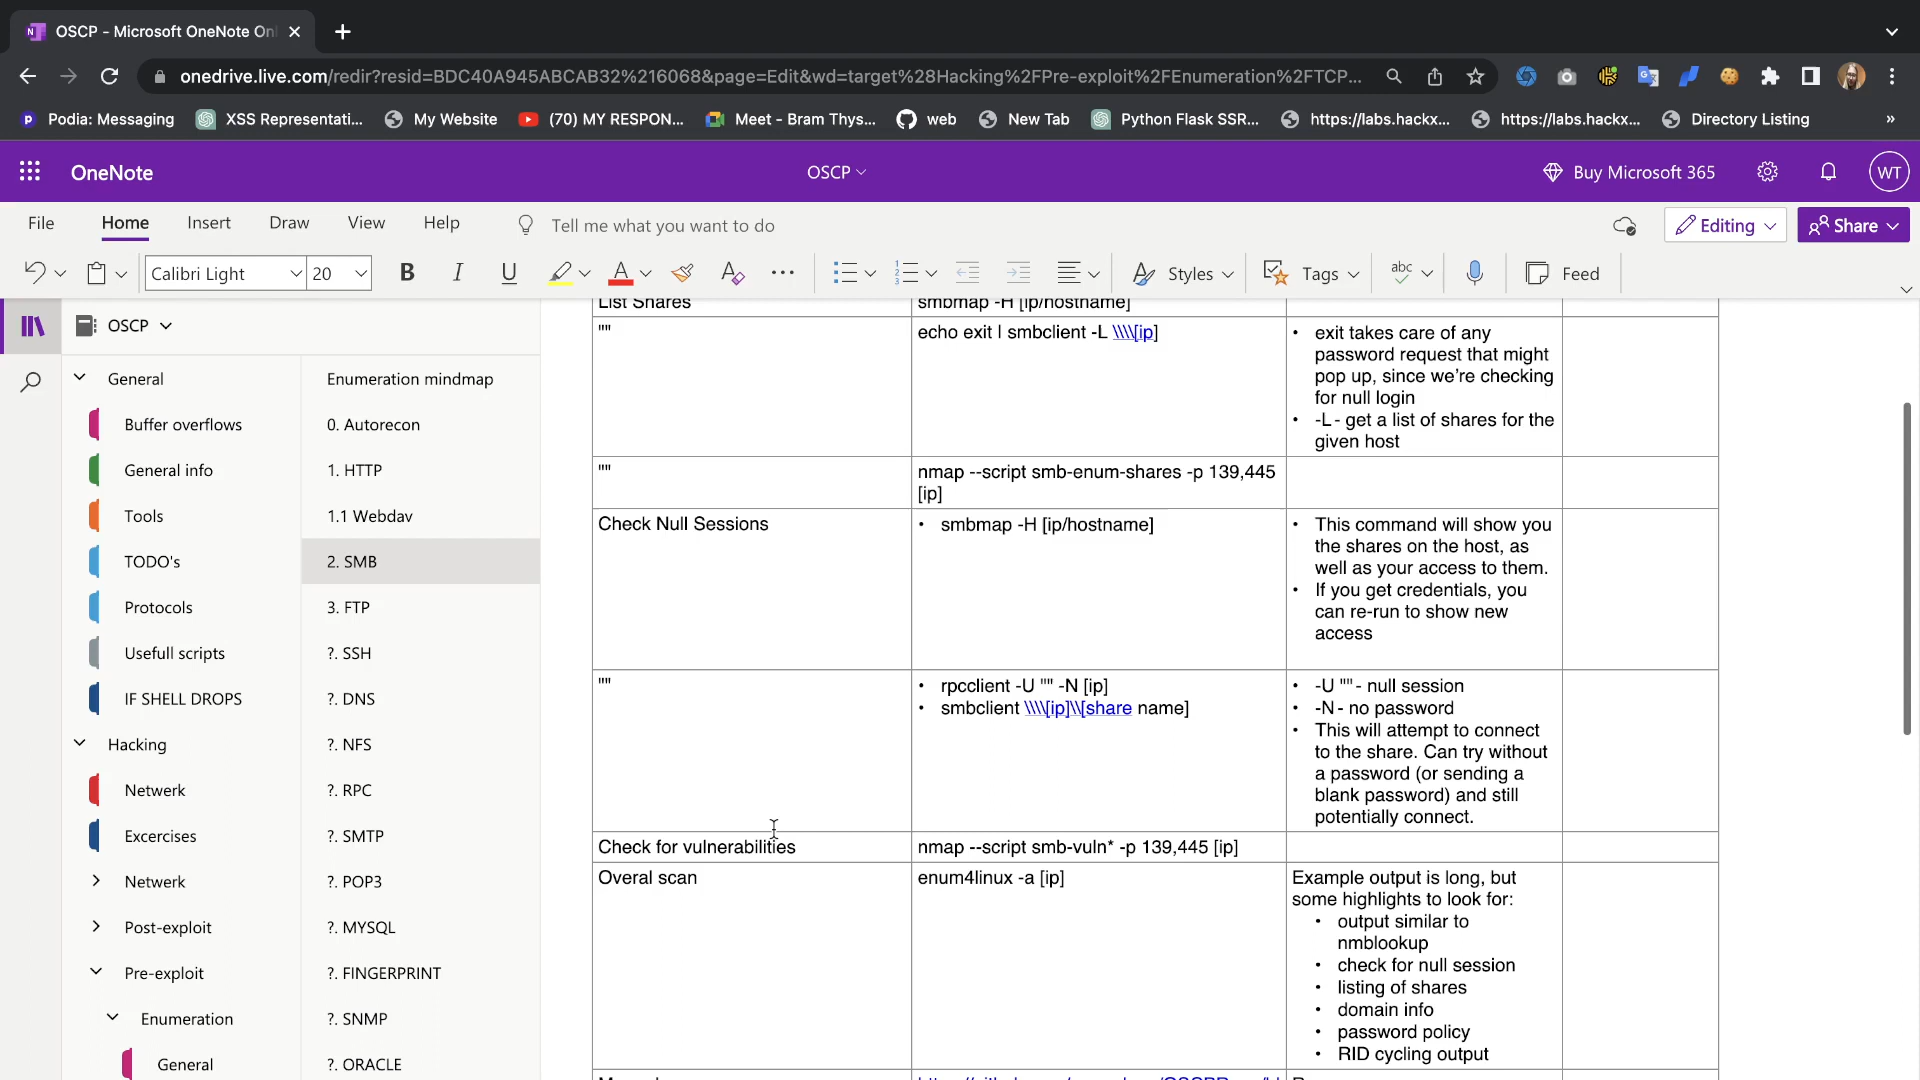 OSCP - Microsoft OneNote Onl
onedrive.live.com/redir?resid=BDC40A945ABCAB32%216068&page=Edit&wd=target%28Hacking%2FPre-exploit%2FEnumeration%2FTCP...
Podia: Messaging
XSS Representati...
My Website
(70) MY RESPON...
Meet - Bram Thys...
web
New Tab
Python Flask SSR...
https://labs.hackx...
https://labs.hackx...
Directory Listing
»
OneNote
OSCP
Buy Microsoft 365
WT
File
Home
Insert
Draw
View
Help
Tell me what you want to do
Editing
Share
Calibri Light
20
B
I
U
Styles
Tags
abc
Feed
OSCP
General
Buffer overflows
General info
Tools
TODO's
Protocols
Usefull scripts
IF SHELL DROPS
Hacking
Netwerk
Excercises
Netwerk
Post-exploit
Pre-exploit
Enumeration
General
Enumeration mindmap
0. Autorecon
1. HTTP
1.1 Webdav
2. SMB
3. FTP
?. SSH
?. DNS
?. NFS
?. RPC
?. SMTP
?. POP3
?. MYSQL
?. FINGERPRINT
?. SNMP
?. ORACLE
List Shares
smbmap -H [ip/hostname]
""
echo exit | smbclient -L \\\\[ip]
• exit takes care of any
password request that might
pop up, since we're checking
for null login
• -L - get a list of shares for the
given host
""
nmap --script smb-enum-shares -p 139,445
[ip]
Check Null Sessions
• smbmap -H [ip/hostname]
• This command will show you
the shares on the host, as
well as your access to them.
• If you get credentials, you
can re-run to show new
access
""
• rpcclient -U "" -N [ip]
• smbclient \\\\[ip]\\[share name]
• -U "" - null session
• -N - no password
• This will attempt to connect
to the share. Can try without
a password (or sending a
blank password) and still
potentially connect.
Check for vulnerabilities
nmap --script smb-vuln* -p 139,445 [ip]
Overal scan
enum4linux -a [ip]
Example output is long, but
some highlights to look for:
• output similar to
nmblookup
• check for null session
• listing of shares
• domain info
• password policy
• RID cycling output